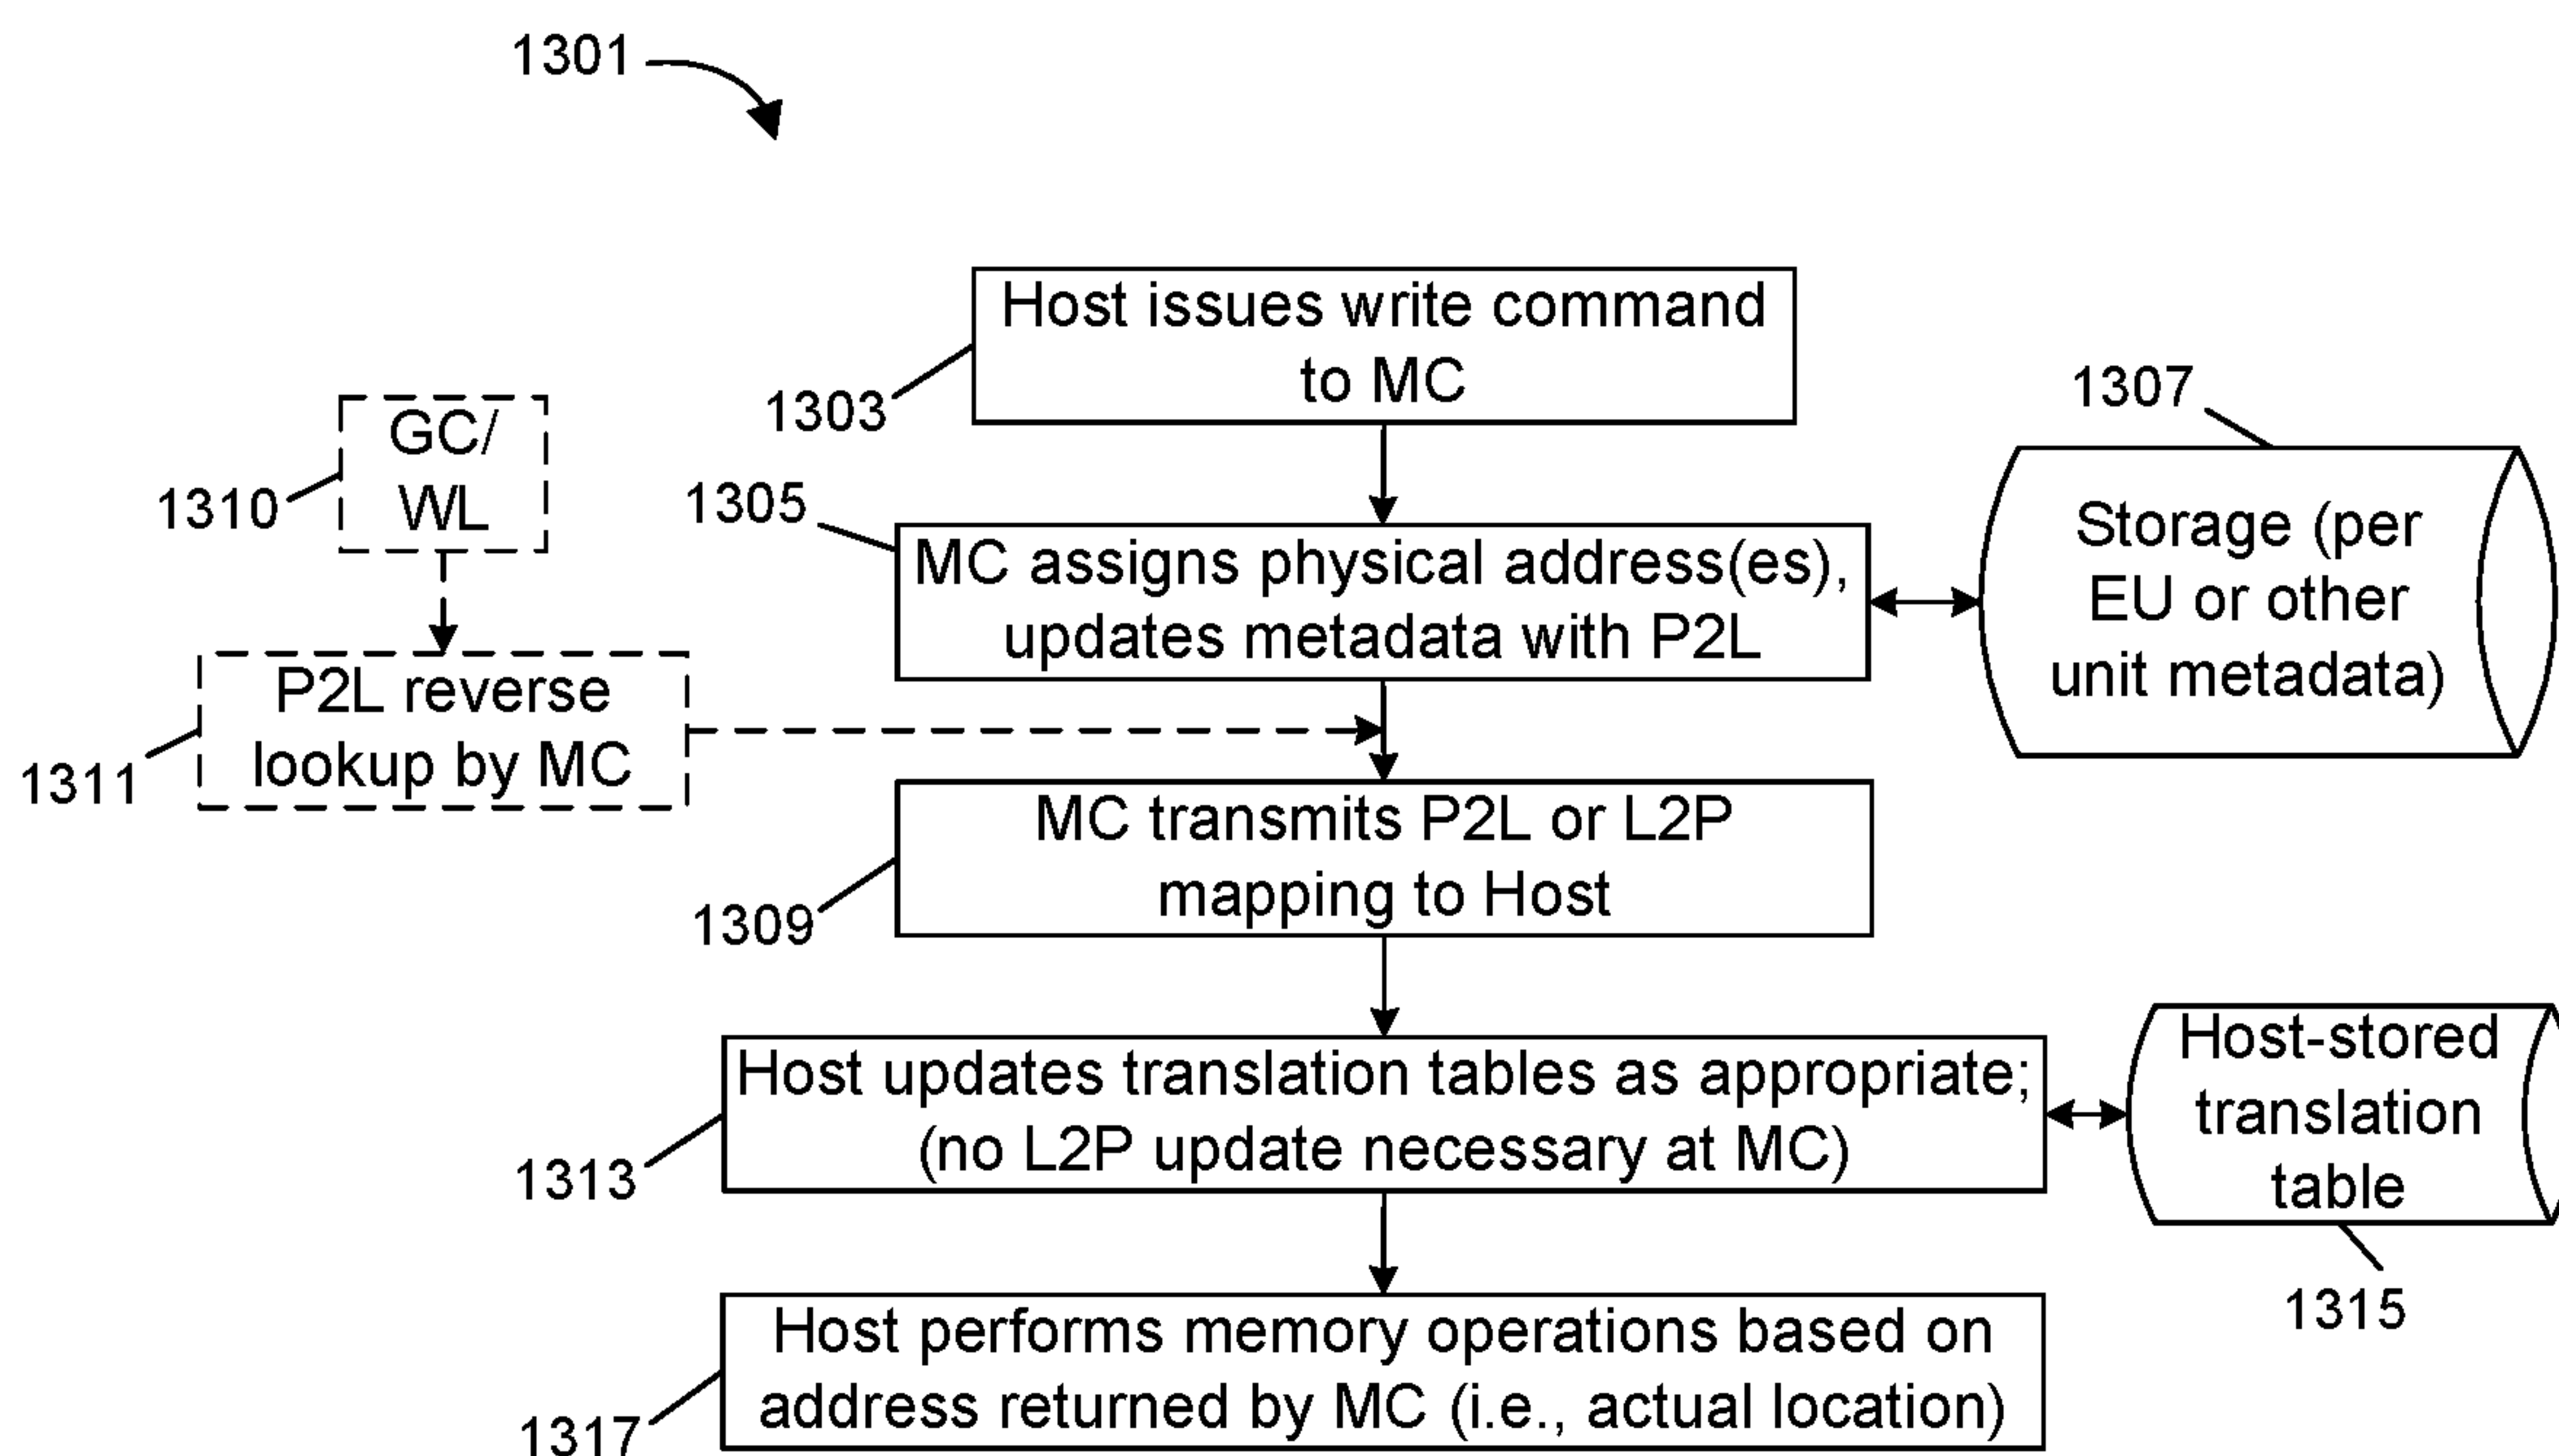 1301
Host issues write command
to MC
1303
1307
GC/
WL
1310
1305
MC assigns physical address(es),
updates metadata with P2L
Storage (per
EU or other
unit metadata)
P2L reverse
lookup by MC
1311
MC transmits P2L or L2P
mapping to Host
1309
Host updates translation tables as appropriate;
(no L2P update necessary at MC)
1313
Host-stored
translation
table
1315
Host performs memory operations based on
address returned by MC (i.e., actual location)
1317